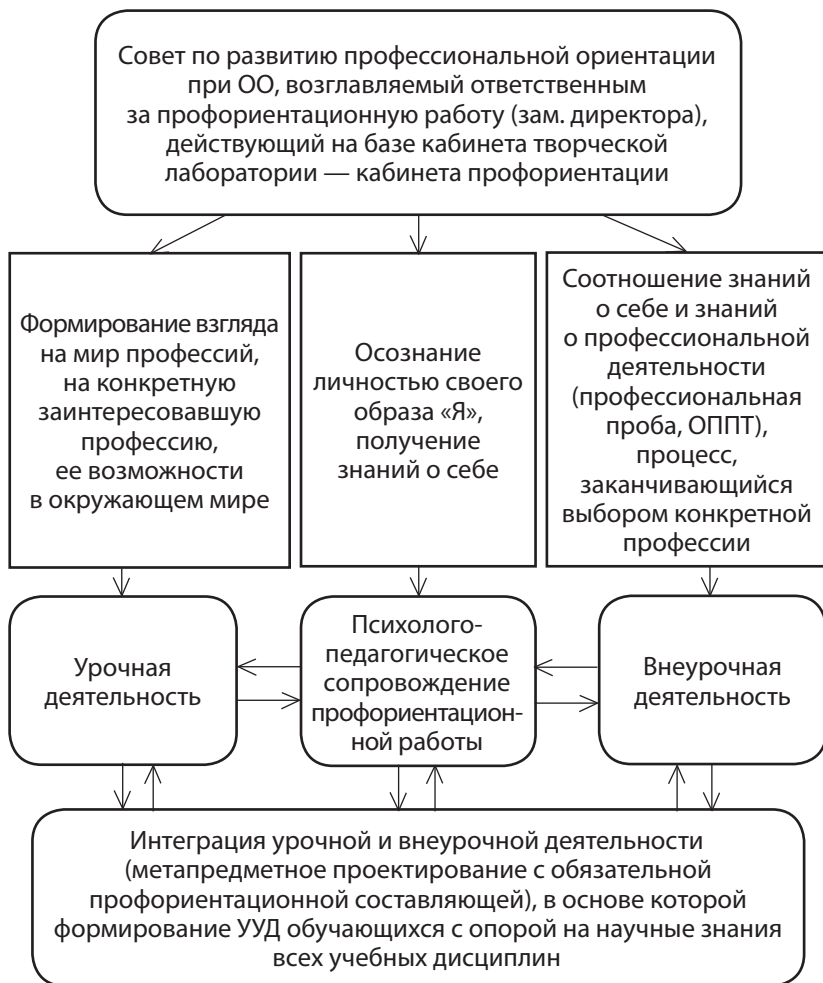 Совет по развитию профессиональной ориентации
при ОО, возглавляемый ответственным
за профориентационную работу (зам. директора),
действующий на базе кабинета творческой
лаборатории — кабинета профориентации
Формирование взгляда
на мир профессий,
на конкретную
заинтересовавшую
профессию,
ее возможности
в окружающем мире
Осознание
личностью своего
образа «Я»,
получение
знаний о себе
Соотношение знаний
о себе и знаний
о профессиональной
деятельности
(профессиональная
проба, ОППТ),
процесс,
заканчивающийся
выбором конкретной
профессии
Урочная
деятельность
Психолого-
педагогическое
сопровождение
профориентацион-
ной работы
Внеурочная
деятельность
Интеграция урочной и внеурочной деятельности
(метапредметное проектирование с обязательной
профориентационной составляющей), в основе которой
формирование УУД обучающихся с опорой на научные знания
всех учебных дисциплин